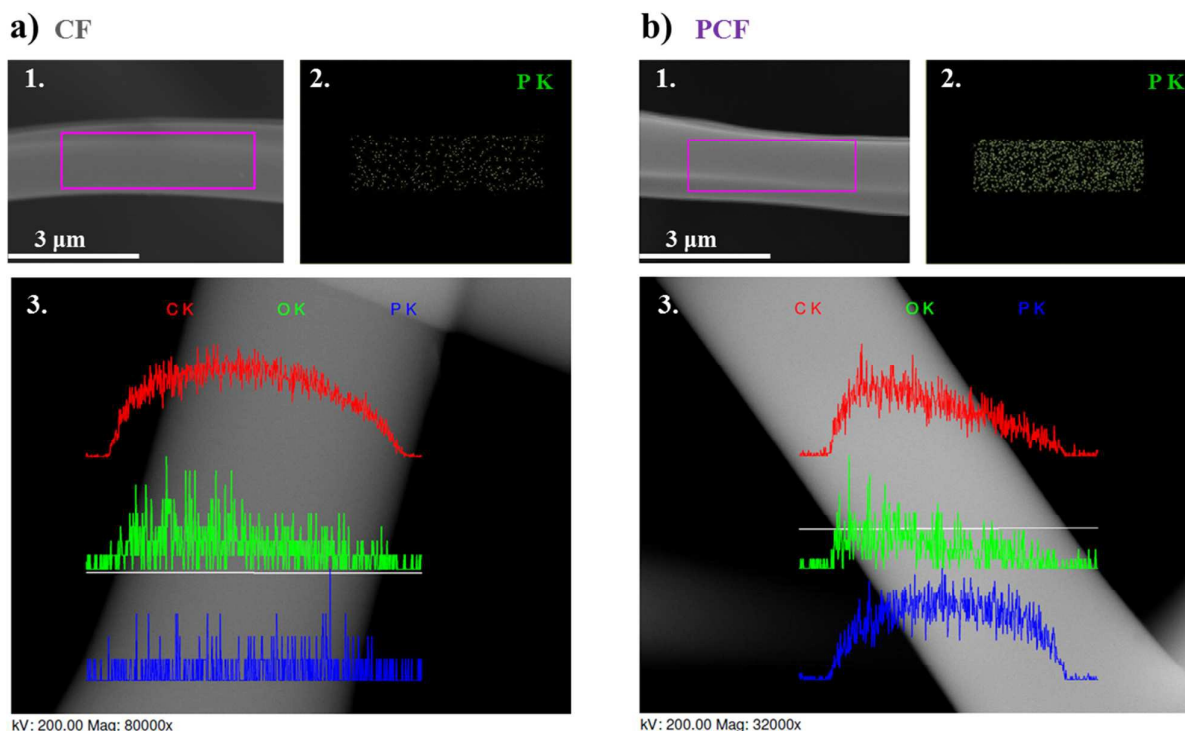 a) CF
1.
2.
P K
3 μm
3.
C K
O K
P K
kV: 200.00 Mag: 80000x
b) PCF
1.
2.
P K
3 μm
3.
C K
O K
P K
kV: 200.00 Mag: 32000x